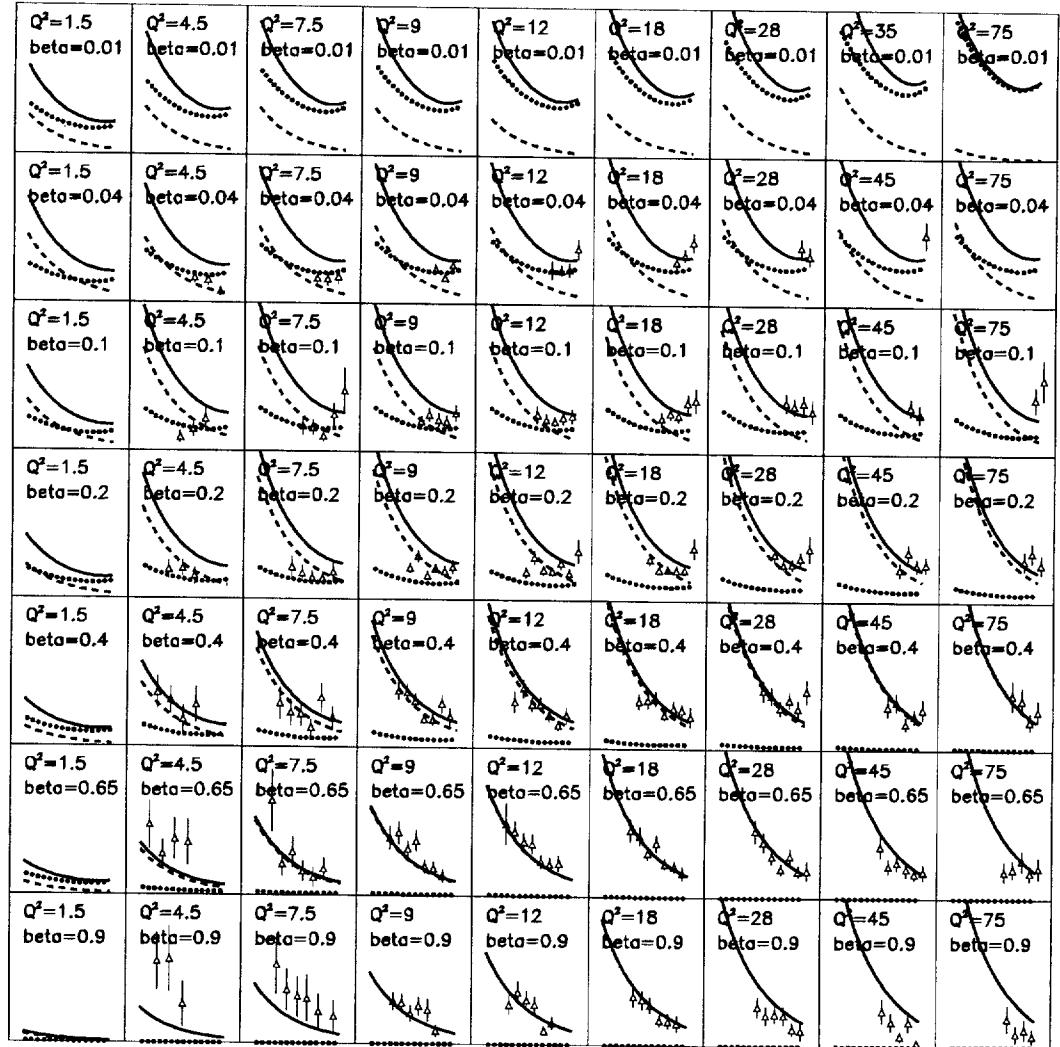 Q²=1.5 Q²=4.5 Q²=7.5 Q²=9 Q²=12 Q²=18 Q²=28 Q²=35 Q²=75
beta=0.01 beta=0.01 beta=0.01 beta=0.01 beta=0.01 beta=0.01 beta=0.01 beta=0.01 beta=0.01
Q²=1.5 Q²=4.5 Q²=7.5 Q²=9 Q²=12 Q²=18 Q²=28 Q²=45 Q²=75
beta=0.04 beta=0.04 beta=0.04 beta=0.04 beta=0.04 beta=0.04 beta=0.04 beta=0.04 beta=0.04
Q²=1.5 Q²=4.5 Q²=7.5 Q²=9 Q²=12 Q²=18 Q²=28 Q²=45 Q²=75
beta=0.1 beta=0.1 beta=0.1 beta=0.1 beta=0.1 beta=0.1 beta=0.1 beta=0.1 beta=0.1
Q²=1.5 Q²=4.5 Q²=7.5 Q²=9 Q²=12 Q²=18 Q²=28 Q²=45 Q²=75
beta=0.2 beta=0.2 beta=0.2 beta=0.2 beta=0.2 beta=0.2 beta=0.2 beta=0.2 beta=0.2
Q²=1.5 Q²=4.5 Q²=7.5 Q²=9 Q²=12 Q²=18 Q²=28 Q²=45 Q²=75
beta=0.4 beta=0.4 beta=0.4 beta=0.4 beta=0.4 beta=0.4 beta=0.4 beta=0.4 beta=0.4
Q²=1.5 Q²=4.5 Q²=7.5 Q²=9 Q²=12 Q²=18 Q²=28 Q²=45 Q²=75
beta=0.65 beta=0.65 beta=0.65 beta=0.65 beta=0.65 beta=0.65 beta=0.65 beta=0.65 beta=0.65
Q²=1.5 Q²=4.5 Q²=7.5 Q²=9 Q²=12 Q²=18 Q²=28 Q²=45 Q²=75
beta=0.9 beta=0.9 beta=0.9 beta=0.9 beta=0.9 beta=0.9 beta=0.9 beta=0.9 beta=0.9